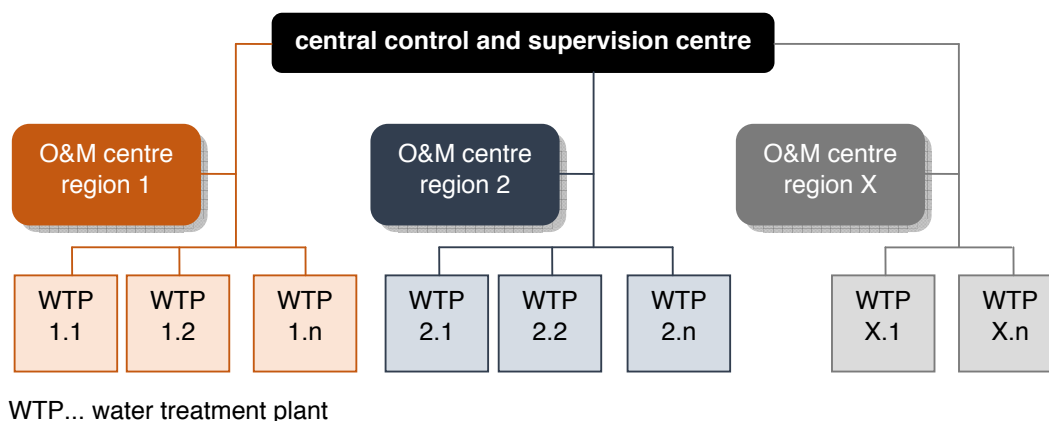 central control and supervision centre
O&M centre
region 1
O&M centre
region 2
O&M centre
region X
WTP
1.1
WTP
1.2
WTP
1.n
WTP
2.1
WTP
2.2
WTP
2.n
WTP
X.1
WTP
X.n
WTP... water treatment plant